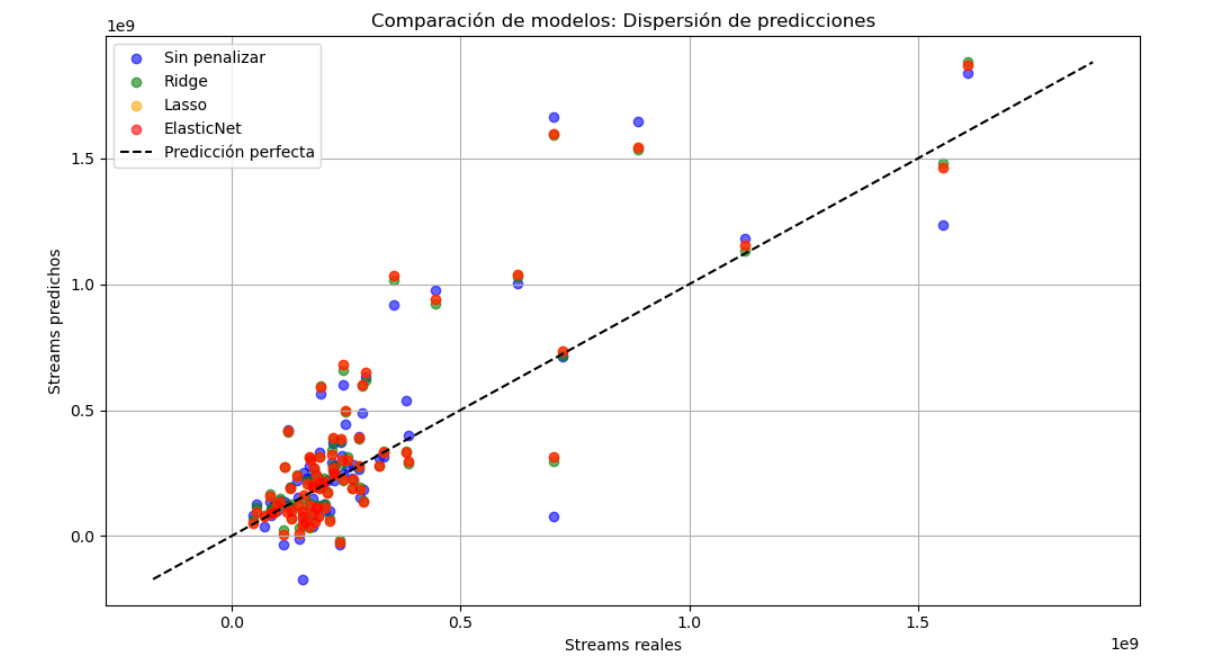 Comparación de modelos: Dispersión de predicciones
1e9
Sin penalizar
Ridge
Lasso
ElasticNet
Predicción perfecta
Streams predichos
1.5
1.0
0.5
0.0
0.0 0.5 1.0 1.5
Streams reales
1e9